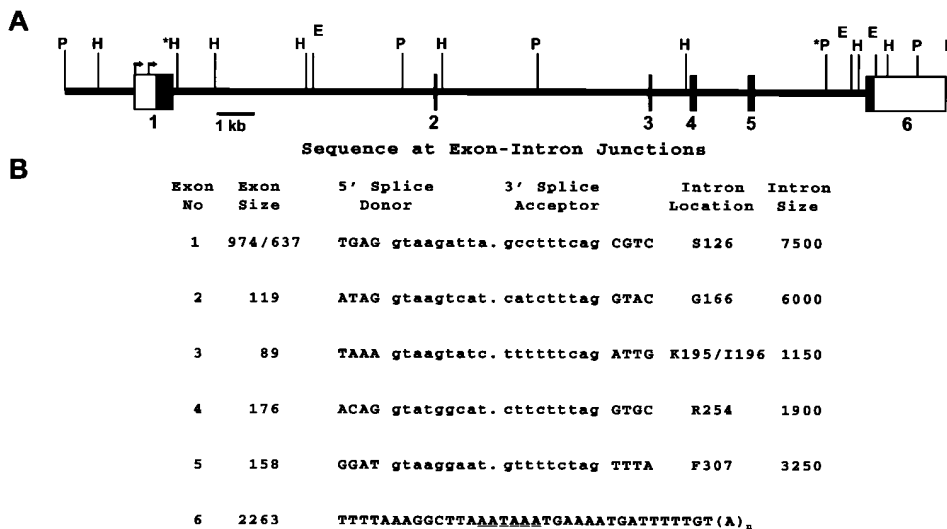 A
P H *H H H E P H P H *P E H E H P
1 1 kb 2 3 4 5 6
Sequence at Exon-Intron Junctions
B
Exon Exon 5' Splice 3' Splice Intron Intron
No Size Donor Acceptor Location Size
1 974/637 TGAG gtaagatta.gcctttcag CGTC S126 7500
2 119 ATAG gtaagtcat.catctttag GTAC G166 6000
3 89 TAAA gtaagtatc.ttttttcag ATTG K195/I196 1150
4 176 ACAG gtatggcat.cttctttag GTGC R254 1900
5 158 GGAT gtaaggaat.gttttctag TTTA F307 3250
6 2263 TTTTAAAGGCTTAAATAAATGAAAATGATTTTTGT(A)n